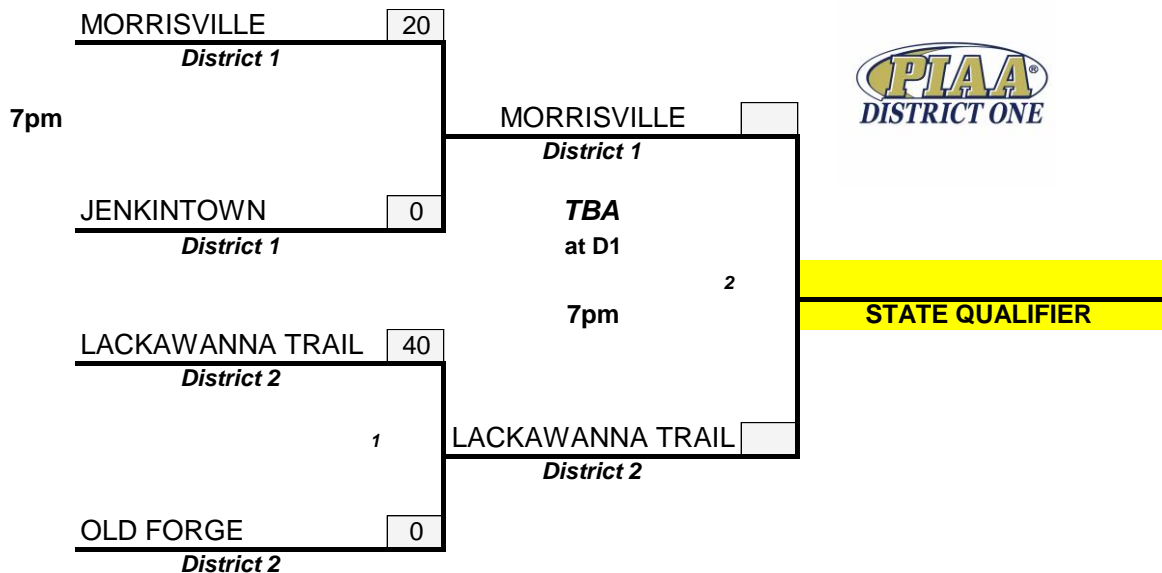 MORRISVILLE 20
District 1
PIAA®
DISTRICT ONE
7pm
MORRISVILLE
District 1
JENKINTOWN 0
District 1
TBA
at D1
2
7pm
STATE QUALIFIER
LACKAWANNA TRAIL 40
District 2
1
LACKAWANNA TRAIL
District 2
OLD FORGE 0
District 2